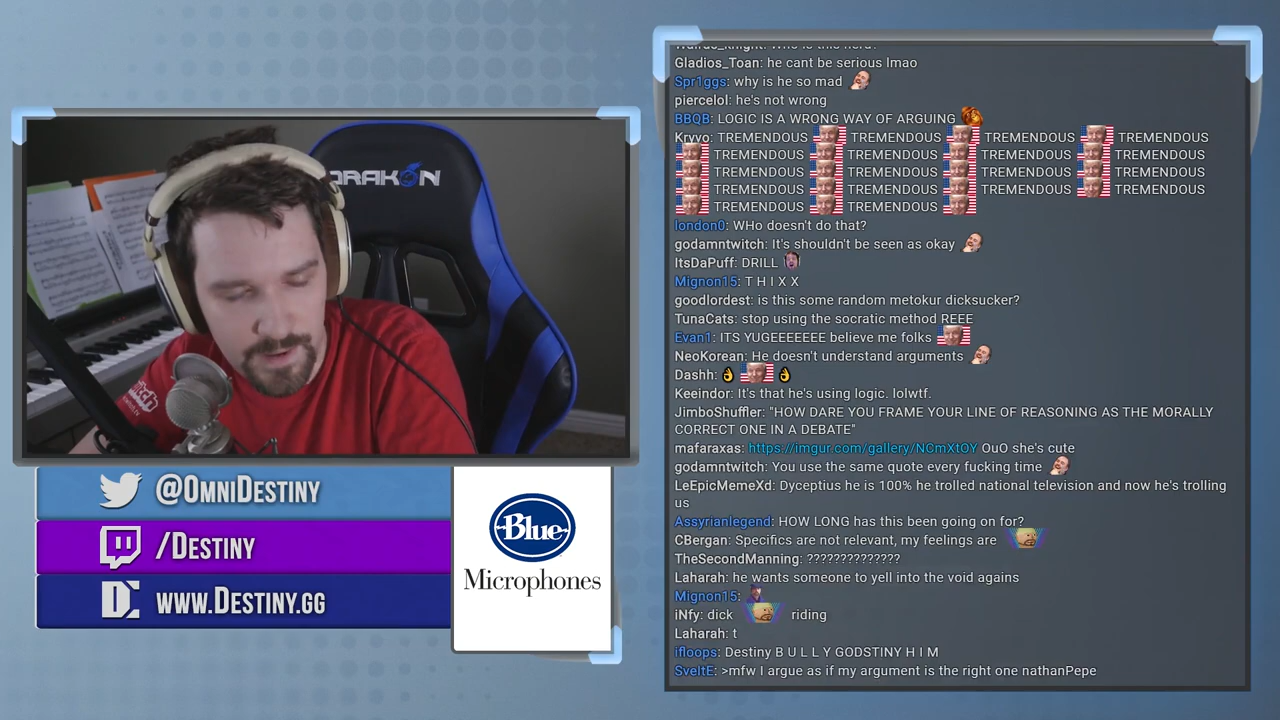 DRAKON
twitch
@OMNIDESTINY
/DESTINY
WWW.DESTINY.GG
Blue
Microphones
Gladios_Toan: he cant be serious lmao
Spr1ggs: why is he so mad
piercelol: he's not wrong
BBQB: LOGIC IS A WRONG WAY OF ARGUING
Kryvo: TREMENDOUS TREMENDOUS TREMENDOUS TREMENDOUS
TREMENDOUS TREMENDOUS TREMENDOUS TREMENDOUS
TREMENDOUS TREMENDOUS TREMENDOUS TREMENDOUS
TREMENDOUS TREMENDOUS TREMENDOUS TREMENDOUS
TREMENDOUS TREMENDOUS
london0: WHo doesn't do that?
godamntwitch: It's shouldn't be seen as okay
ItsDaPuff: DRILL
Mignon15: T H I X X
goodlordest: is this some random metokur dicksucker?
TunaCats: stop using the socratic method REEE
Evan1: ITS YUGEEEEEEE believe me folks
NeoKorean: He doesn't understand arguments
Dashh:
Keeindor: It's that he's using logic. lolwtf.
JimboShuffler: "HOW DARE YOU FRAME YOUR LINE OF REASONING AS THE MORALLY
CORRECT ONE IN A DEBATE"
mafaraxas: https://imgur.com/gallery/NCmXtOY OuO she's cute
godamntwitch: You use the same quote every fucking time
LeEpicMemeXd: Dyceptius he is 100% he trolled national television and now he's trolling
us
Assyrianlegend: HOW LONG has this been going on for?
CBergan: Specifics are not relevant, my feelings are
TheSecondManning: ??????????????
Laharah: he wants someone to yell into the void agains
Mignon15:
iNfy: dick riding
Laharah: t
ifloops: Destiny B U L L Y GODSTINY H I M
SveltE: >mfw I argue as if my argument is the right one nathanPepe